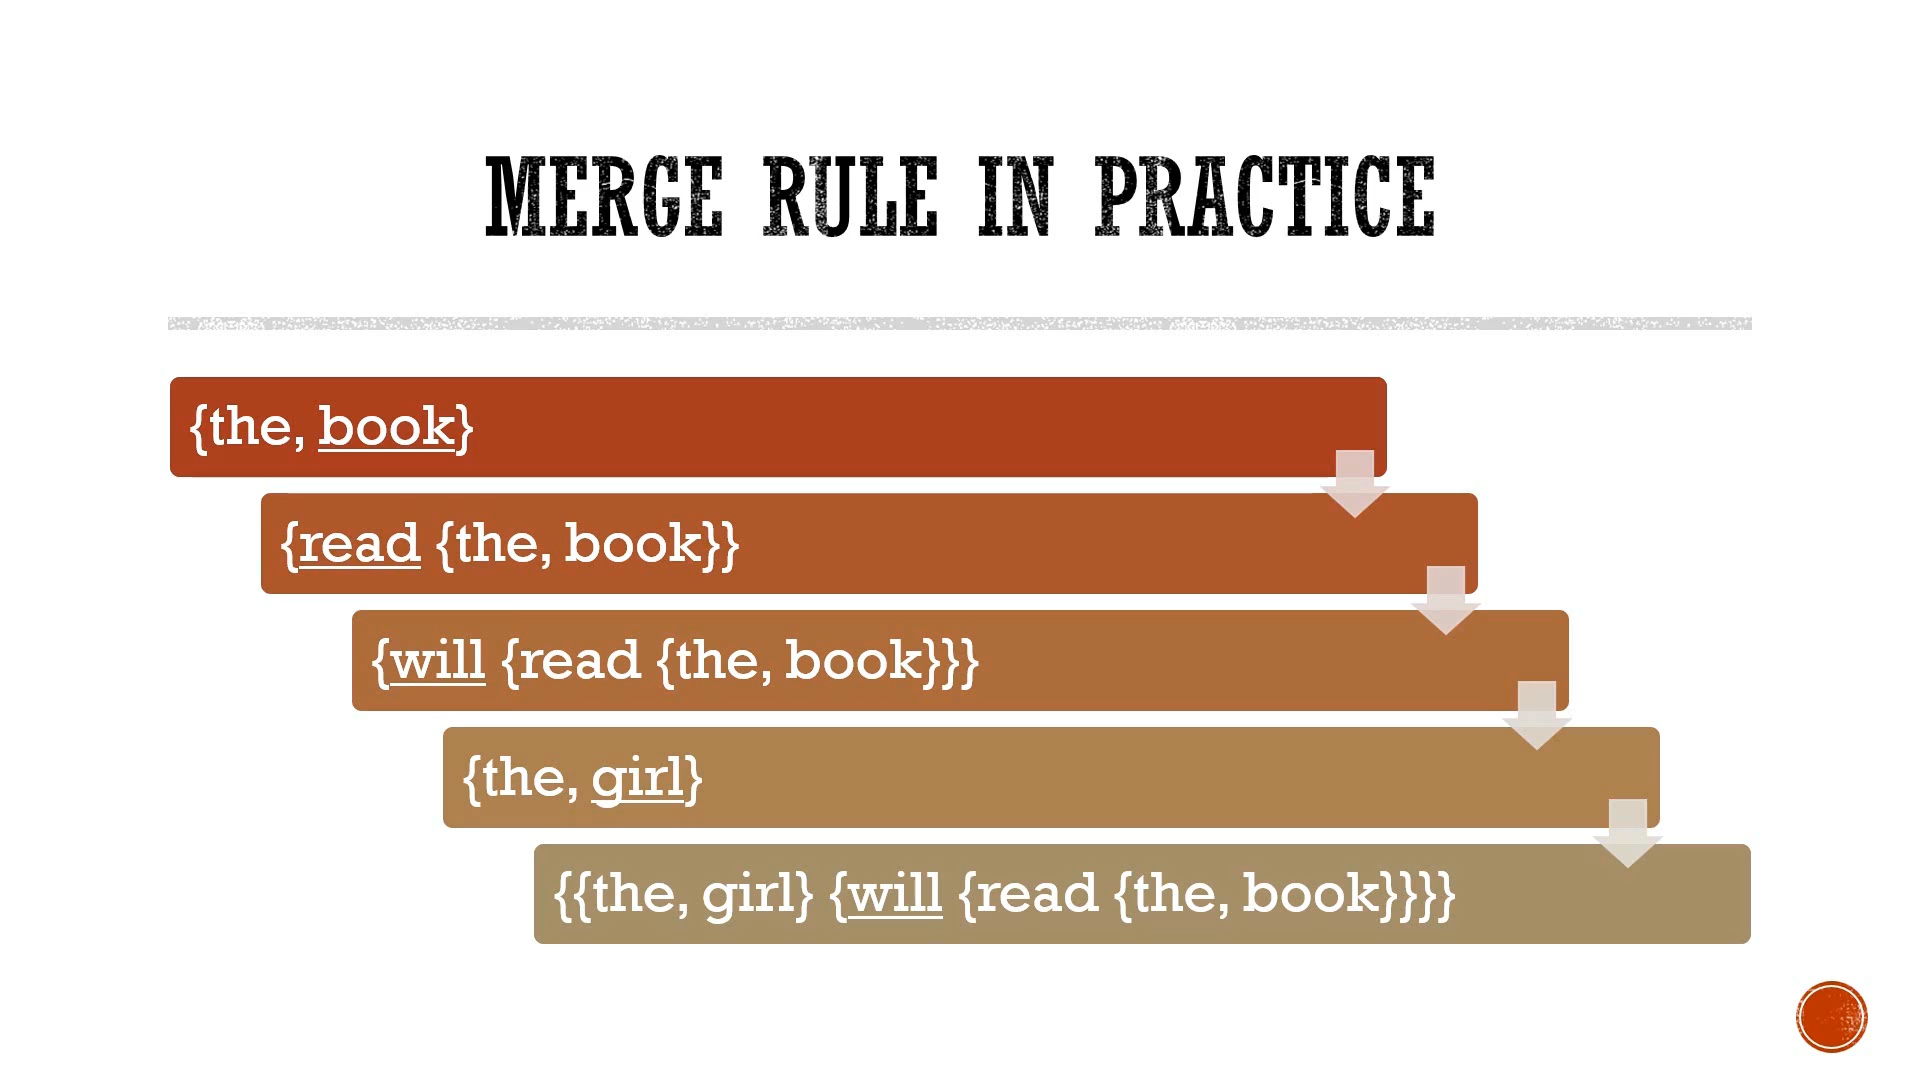 MERGE RULE IN PRACTICE
{the, book}
{read {the, book}}
{will {read {the, book}}}
{the, girl}
{{the, girl} {will {read {the, book}}}}